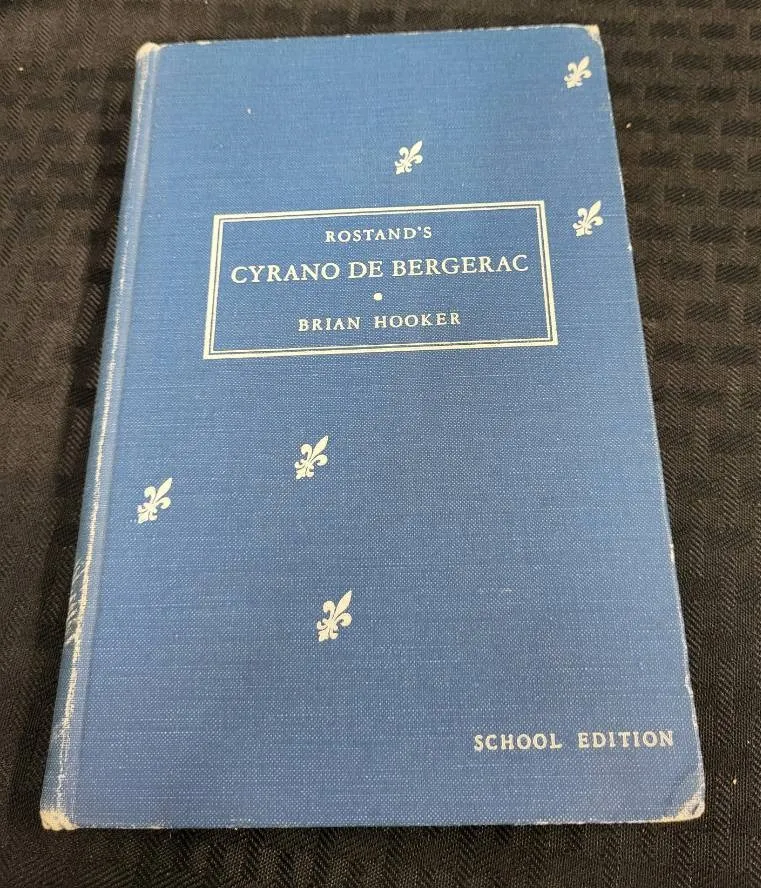 ROSTAND'S
CYRANO DE BERGERAC
BRIAN HOOKER
SCHOOL EDITION